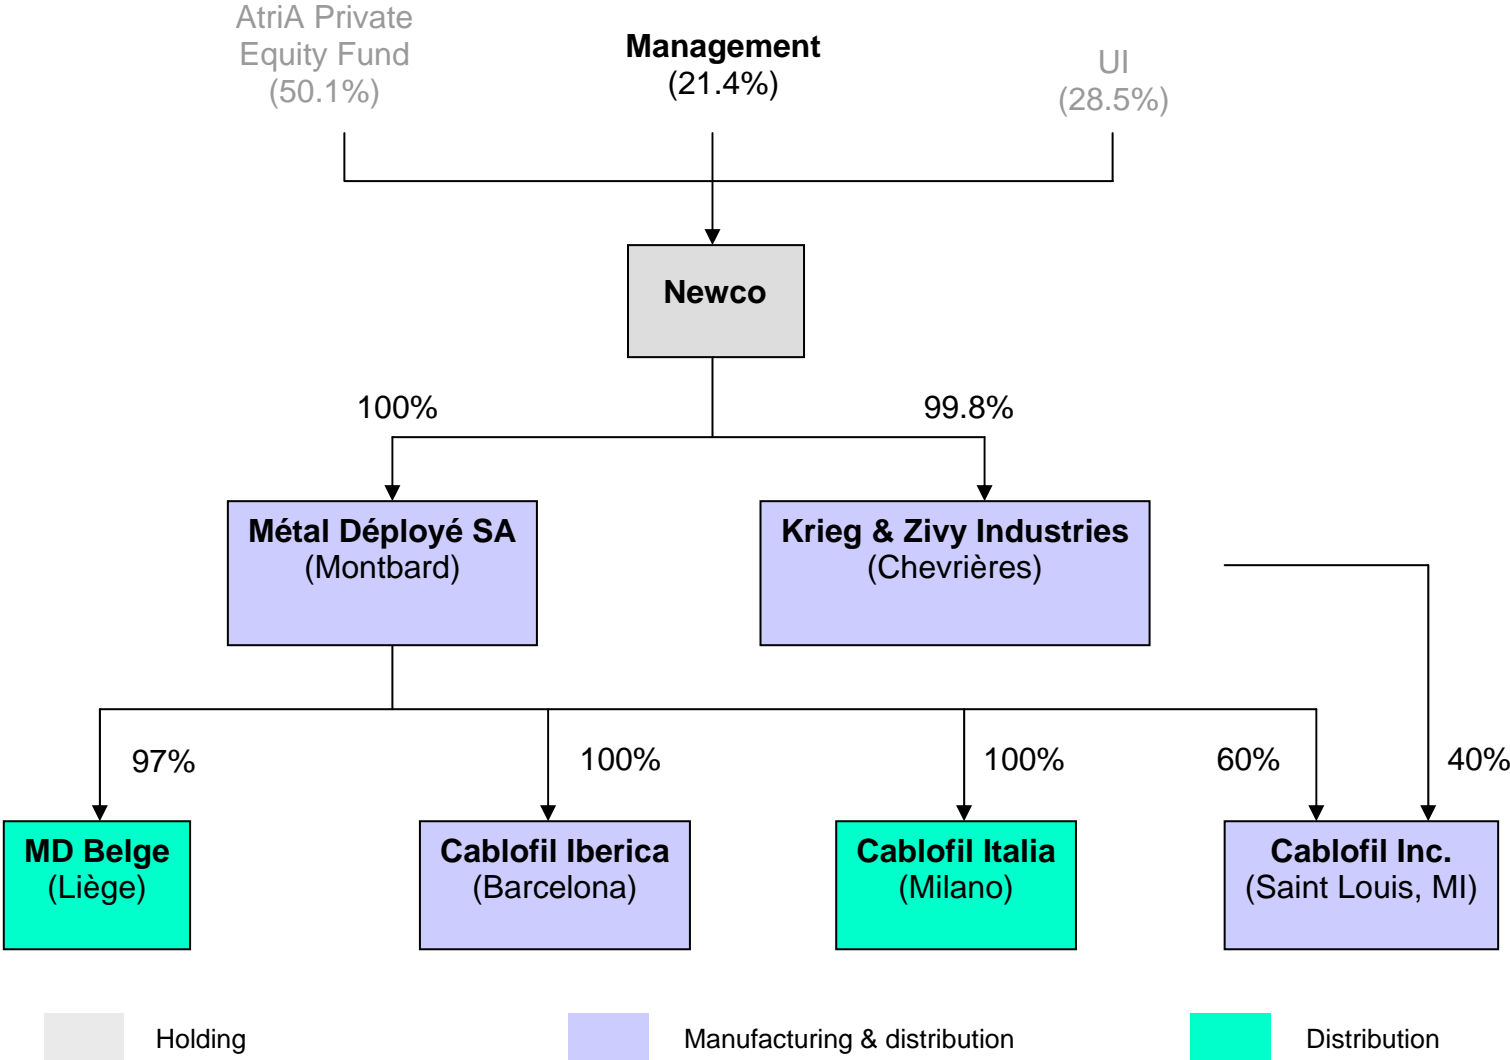 AtriA Private
Equity Fund
(50.1%)
Management
(21.4%)
UI
(28.5%)
Newco
100%
99.8%
Métal Déployé SA
(Montbard)
Krieg & Zivy Industries
(Chevrières)
97%
100%
100%
60%
40%
MD Belge
(Liège)
Cablofil Iberica
(Barcelona)
Cablofil Italia
(Milano)
Cablofil Inc.
(Saint Louis, MI)
Holding
Manufacturing & distribution
Distribution